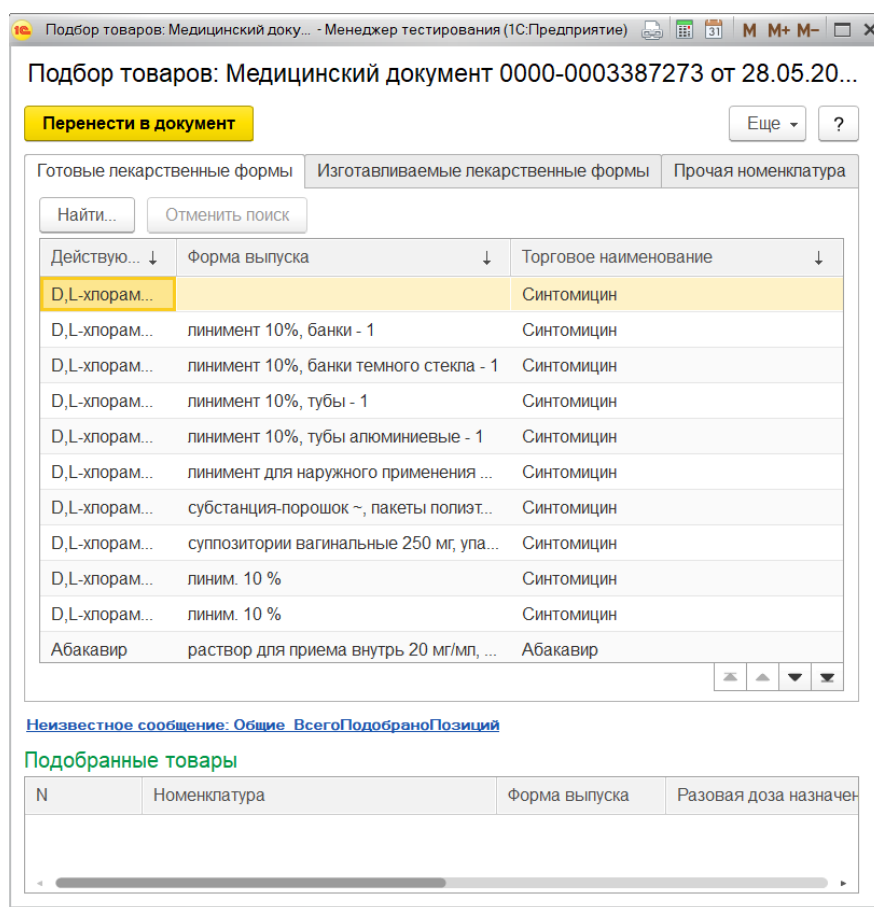 1С Подбор товаров: Медицинский доку... - Менеджер тестирования (1С:Предприятие) 31 M M+ M-
Подбор товаров: Медицинский документ 0000-0003387273 от 28.05.20...
Перенести в документ Еще ?
Готовые лекарственные формы Изготавливаемые лекарственные формы Прочая номенклатура
Найти... Отменить поиск
Действую... ↓ Форма выпуска ↓ Торговое наименование ↓
D,L-хлорам... Синтомицин
D,L-хлорам... линимент 10%, банки - 1 Синтомицин
D,L-хлорам... линимент 10%, банки темного стекла - 1 Синтомицин
D,L-хлорам... линимент 10%, тубы - 1 Синтомицин
D,L-хлорам... линимент 10%, тубы алюминиевые - 1 Синтомицин
D,L-хлорам... линимент для наружного применения ... Синтомицин
D,L-хлорам... субстанция-порошок ~, пакеты полиэт... Синтомицин
D,L-хлорам... суппозитории вагинальные 250 мг, упа... Синтомицин
D,L-хлорам... линим. 10 % Синтомицин
D,L-хлорам... линим. 10 % Синтомицин
Абакавир раствор для приема внутрь 20 мг/мл, ... Абакавир
Неизвестное сообщение: Общие_ВсегоПодобраноПозиций
Подобранные товары
N Номенклатура Форма выпуска Разовая доза назначен